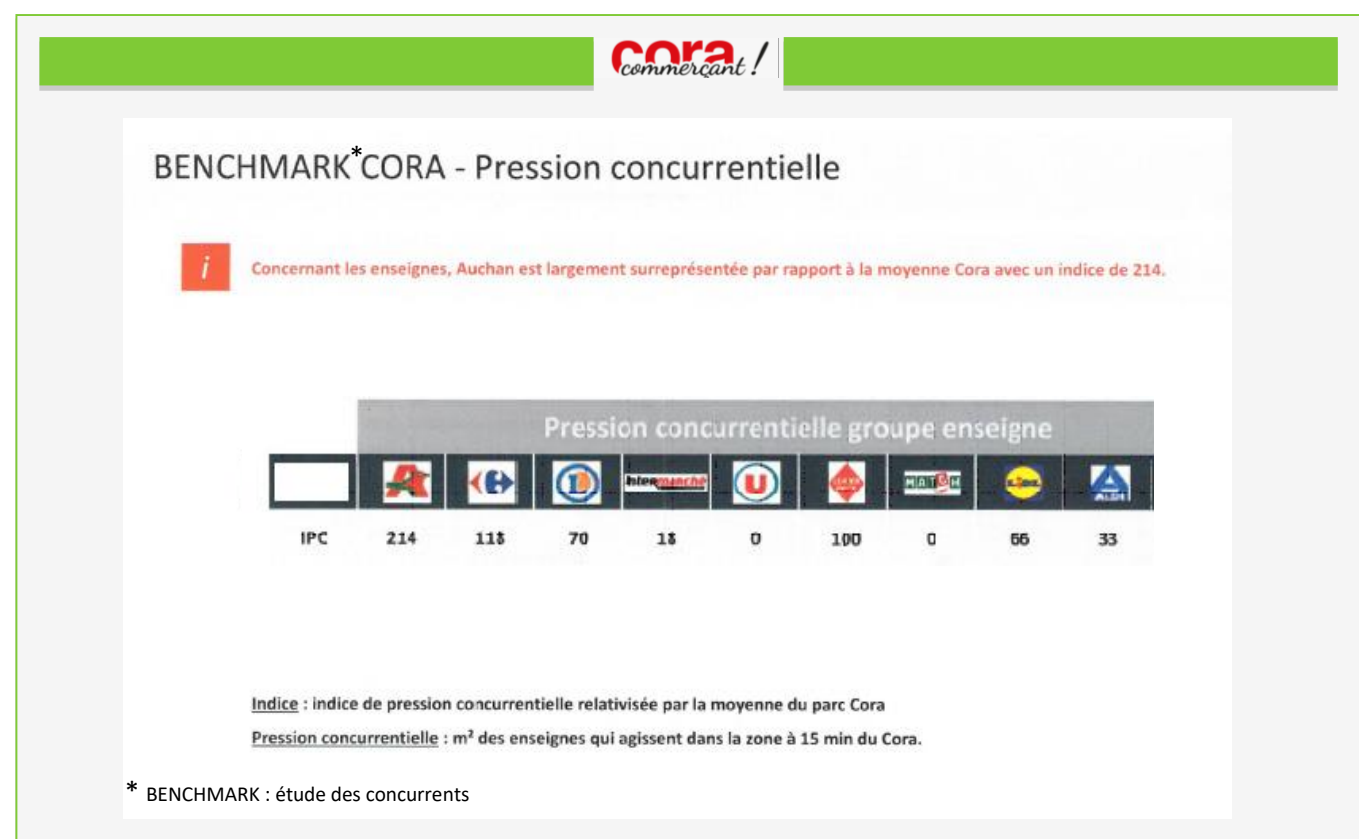 cora
commerçant !
BENCHMARK*CORA - Pression concurrentielle
i Concernant les enseignes, Auchan est largement surreprésentée par rapport à la moyenne Cora avec un indice de 214.
Pression concurrentielle groupe enseigne
A L Intermarché U MATCH LIDL ALDI
IPC 214 118 70 18 0 100 0 66 33
Indice : indice de pression concurrentielle relativisée par la moyenne du parc Cora
Pression concurrentielle : m² des enseignes qui agissent dans la zone à 15 min du Cora.
* BENCHMARK : étude des concurrents